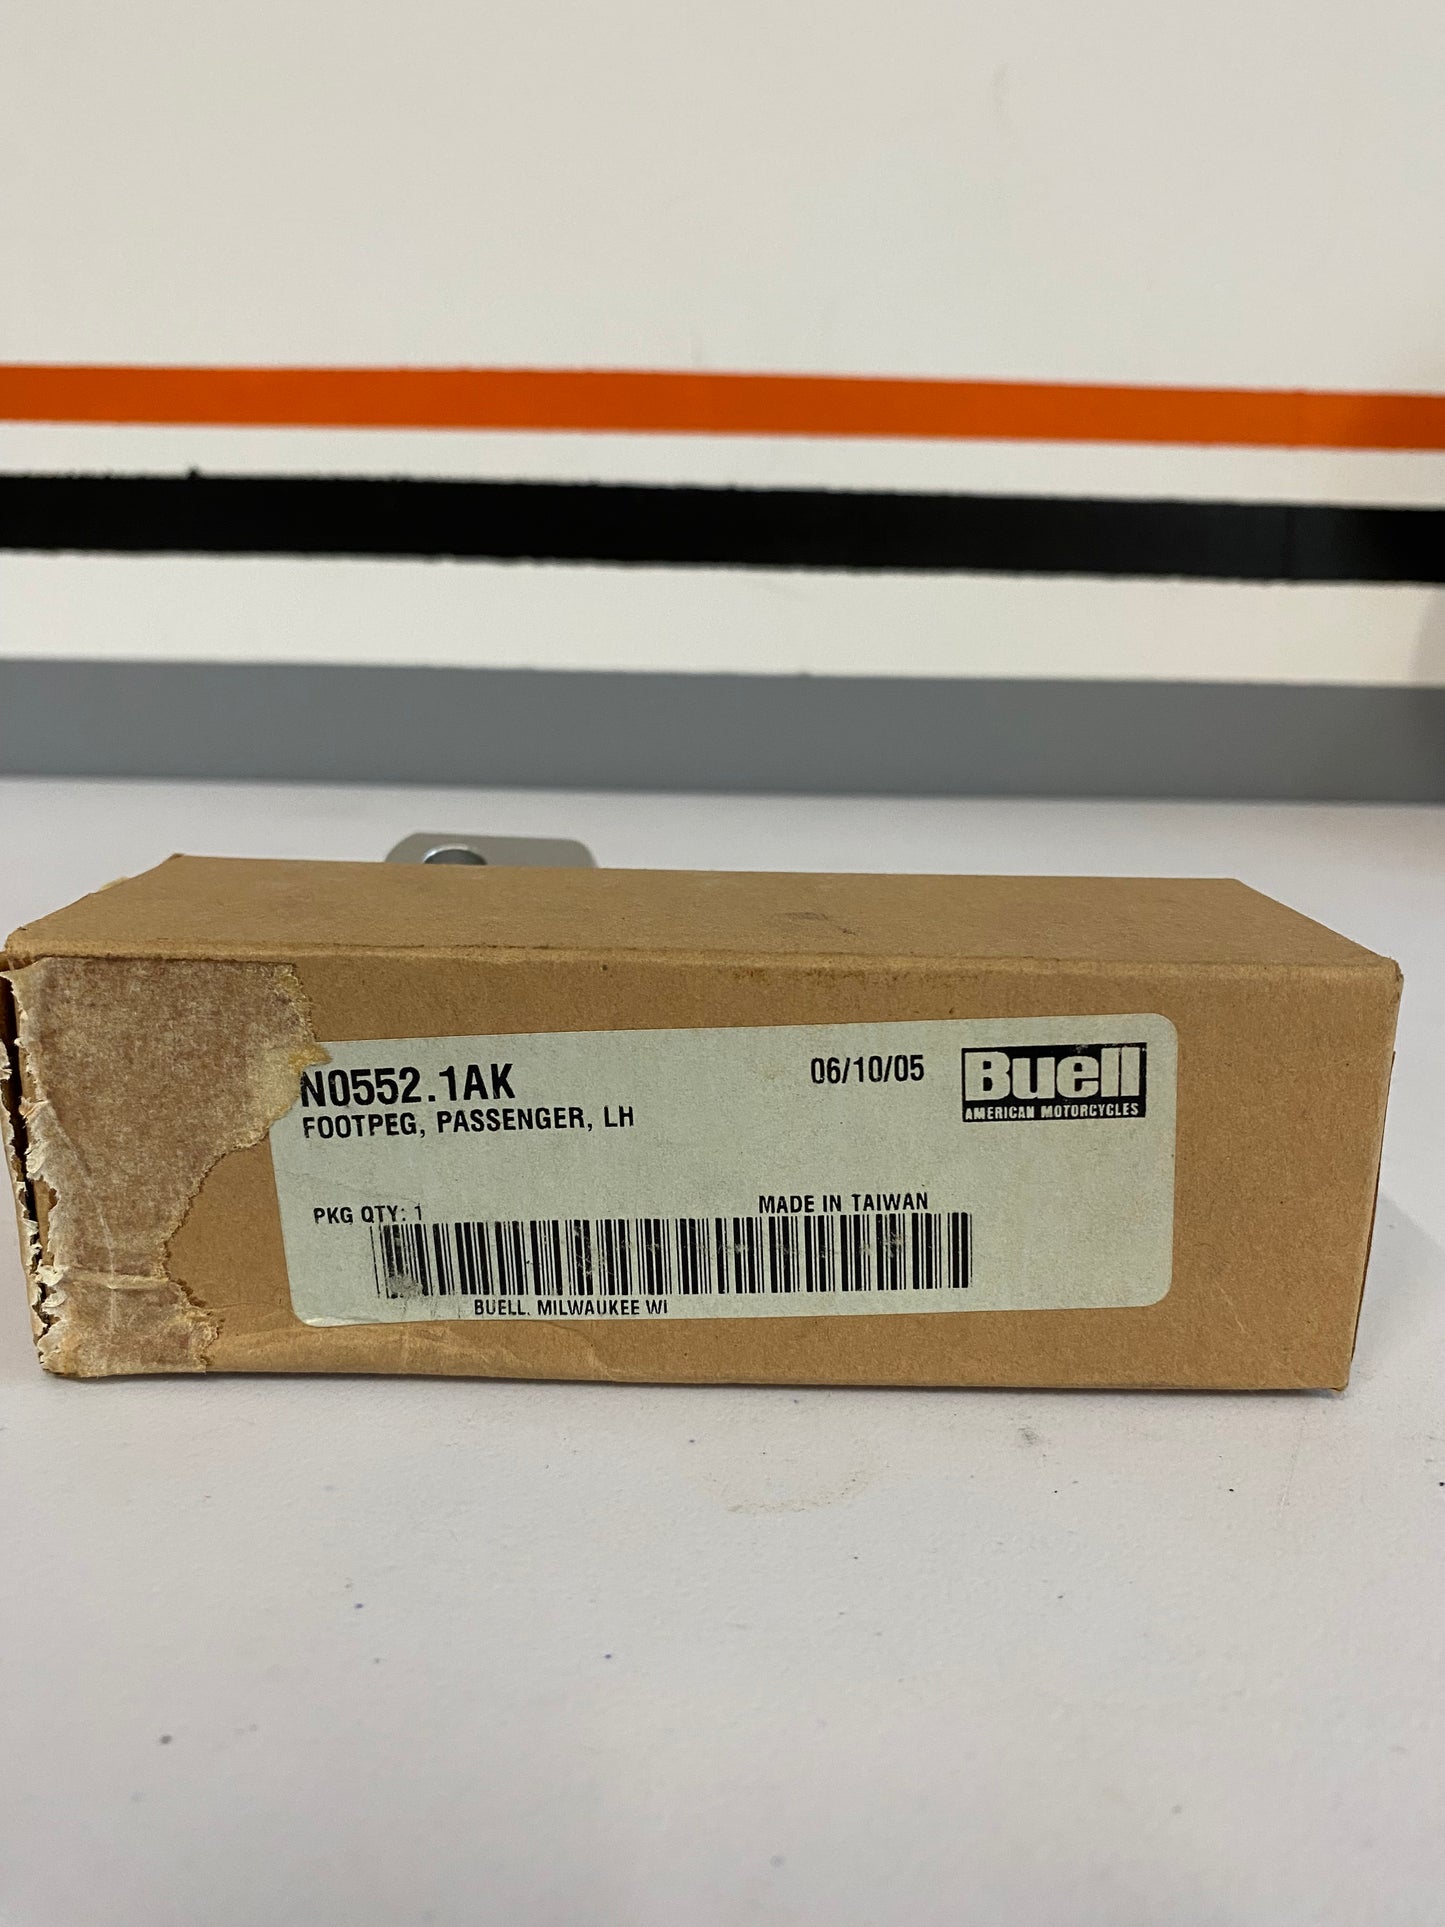 N0552.1AK
06/10/05
Buell
AMERICAN MOTORCYCLES
FOOTPEG, PASSENGER, LH
PKG QTY: 1
MADE IN TAIWAN
BUELL. MILWAUKEE WI